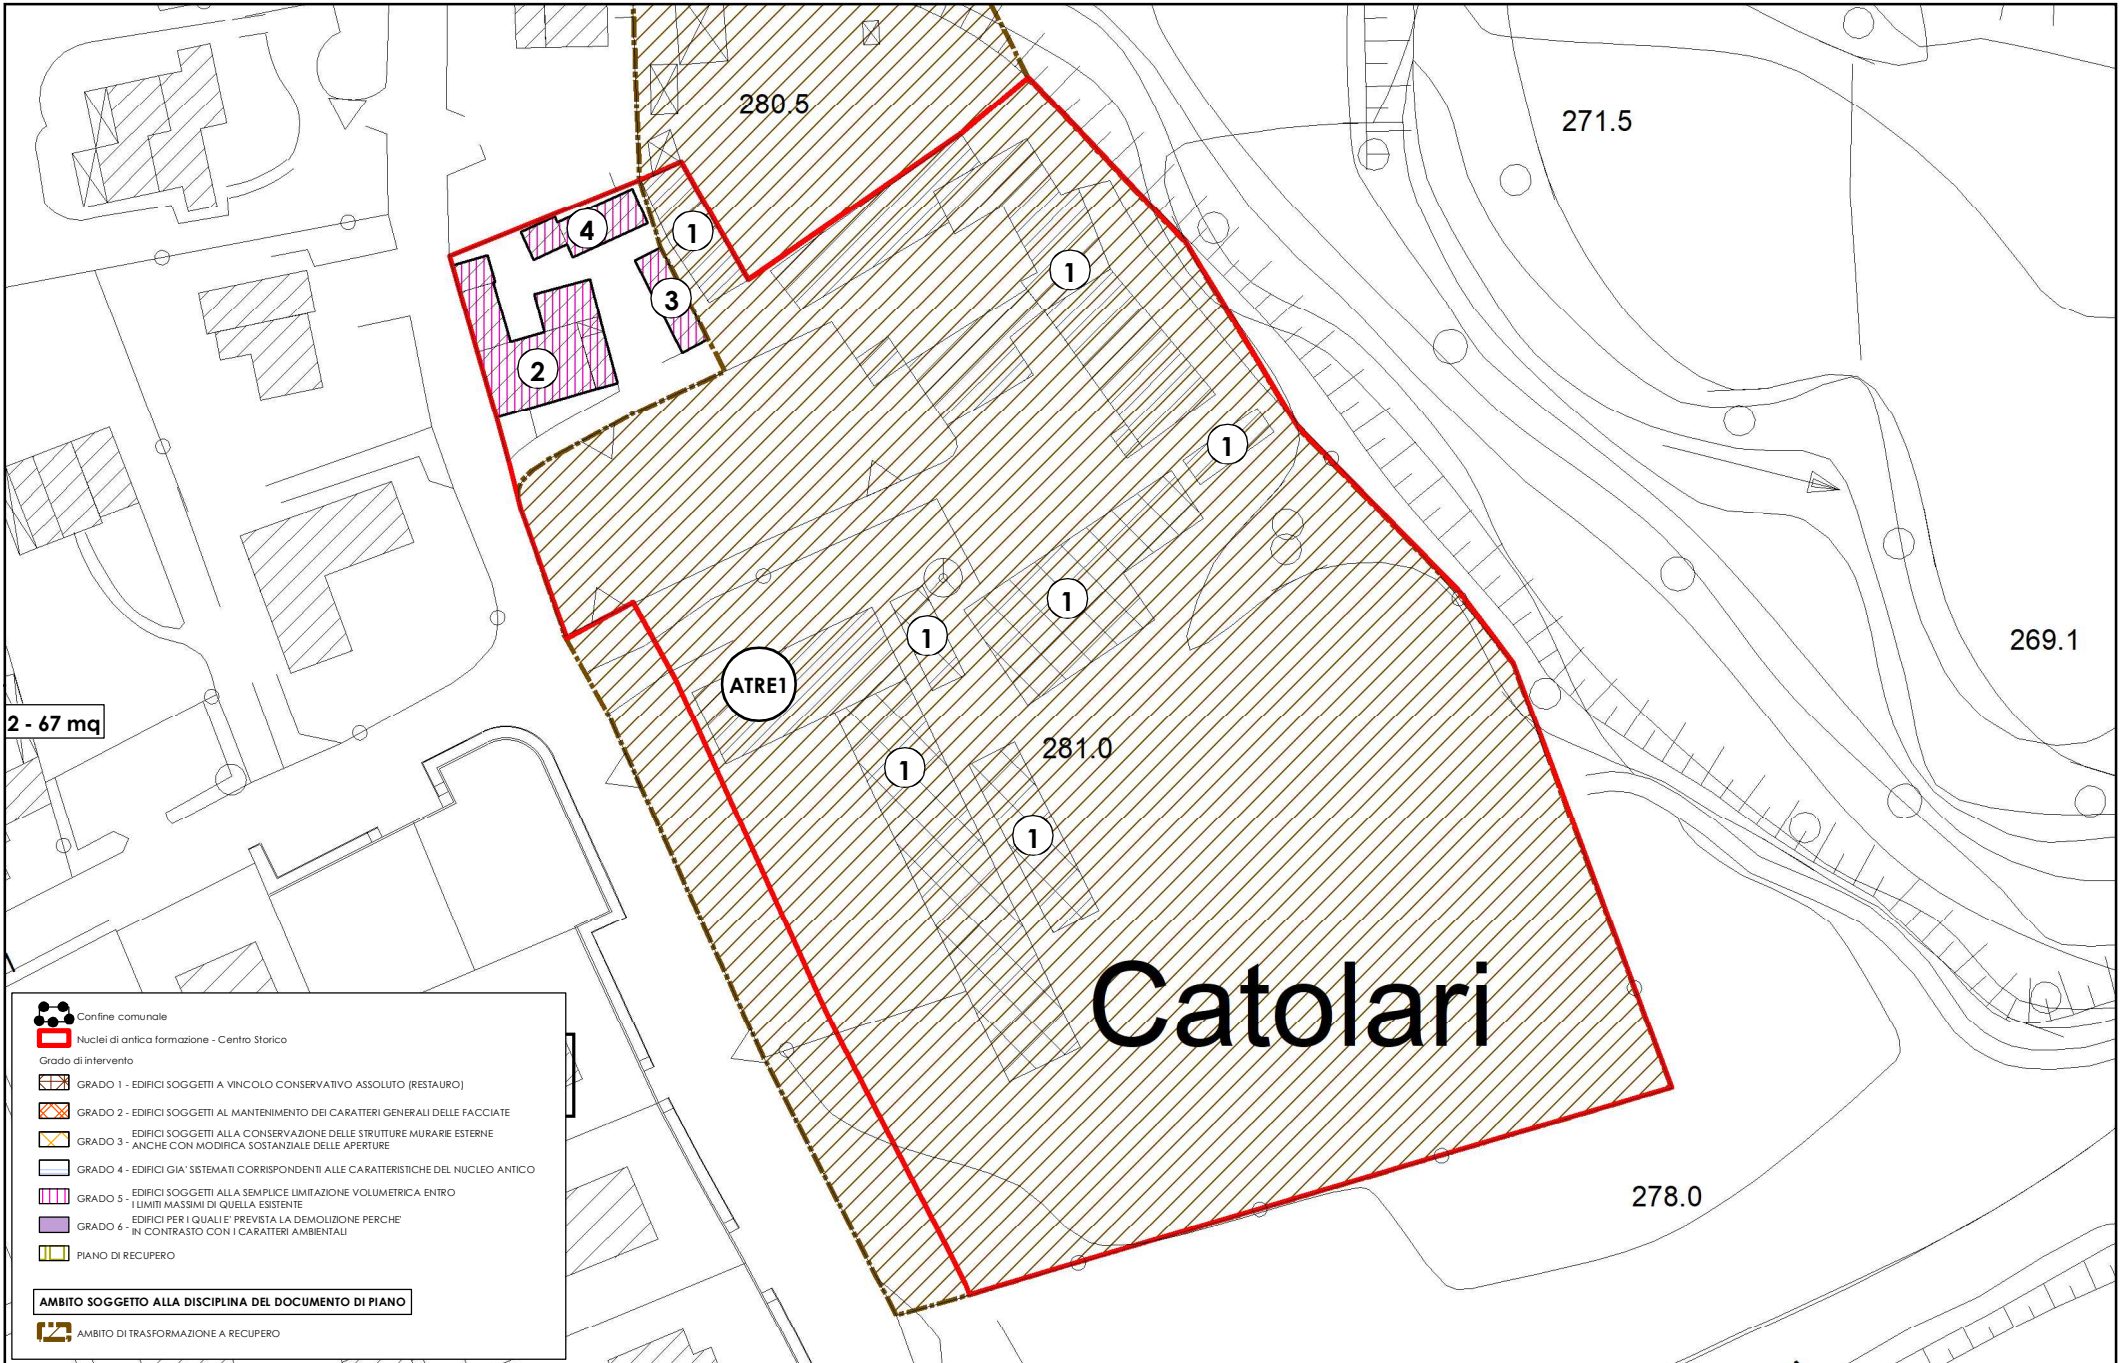 280.5
271.5
4
1
1
3
2
1
1
1
269.1
ATRE1
2 - 67 mq
281.0
1
1
Catolari
278.0
Confine comunale
Nuclei di antica formazione - Centro Storico
Grado di intervento
GRADO 1 - EDIFICI SOGGETTI A VINCOLO CONSERVATIVO ASSOLUTO (RESTAURO)
GRADO 2 - EDIFICI SOGGETTI AL MANTENIMENTO DEI CARATTERI GENERALI DELLE FACCIATE
GRADO 3 - EDIFICI SOGGETTI ALLA CONSERVAZIONE DELLE STRUTTURE MURARIE ESTERNE
ANCHE CON MODIFICA SOSTANZIALE DELLE APERTURE
GRADO 4 - EDIFICI GIA' SISTEMATI CORRISPONDENTI ALLE CARATTERISTICHE DEL NUCLEO ANTICO
GRADO 5 - EDIFICI SOGGETTI ALLA SEMPLICE LIMITAZIONE VOLUMETRICA ENTRO
I LIMITI MASSIMI DI QUELLA ESISTENTE
GRADO 6 - EDIFICI PER I QUALI E' PREVISTA LA DEMOLIZIONE PERCHE'
IN CONTRASTO CON I CARATTERI AMBIENTALI
PIANO DI RECUPERO
AMBITO SOGGETTO ALLA DISCIPLINA DEL DOCUMENTO DI PIANO
AMBITO DI TRASFORMAZIONE A RECUPERO